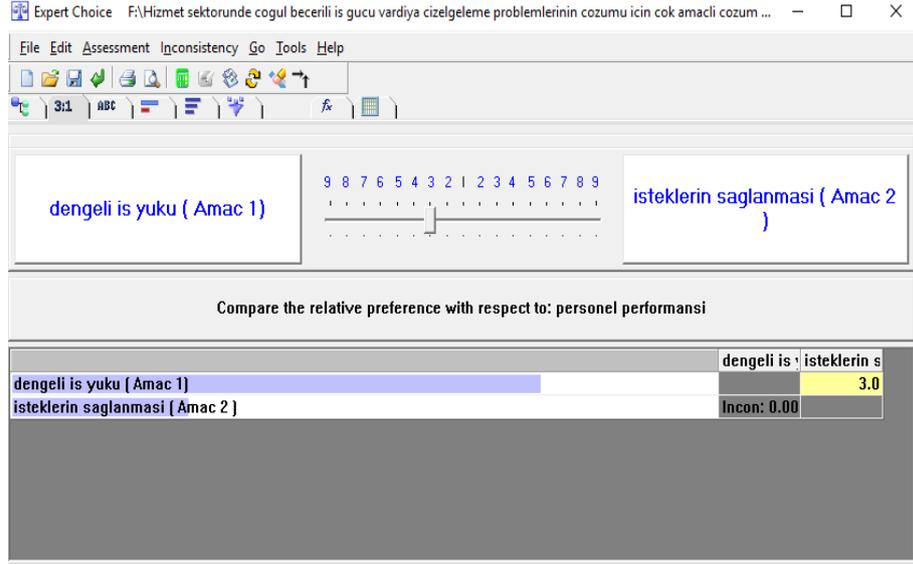 Expert Choice F:\Hizmet sektorunde cogul becerili is gucu vardiya cizelgeleme problemlerinin cozumu icin cok amacli cozum ...
File Edit Assessment Inconsistency Go Tools Help
3:1 ABC fx
9 8 7 6 5 4 3 2 1 2 3 4 5 6 7 8 9
dengeli is yuku ( Amac 1)
isteklerin saglanmasi ( Amac 2
)
Compare the relative preference with respect to: personel performansi
dengeli is isteklerin s
dengeli is yuku ( Amac 1) 3.0
isteklerin saglanmasi ( Amac 2 ) Incon: 0.00